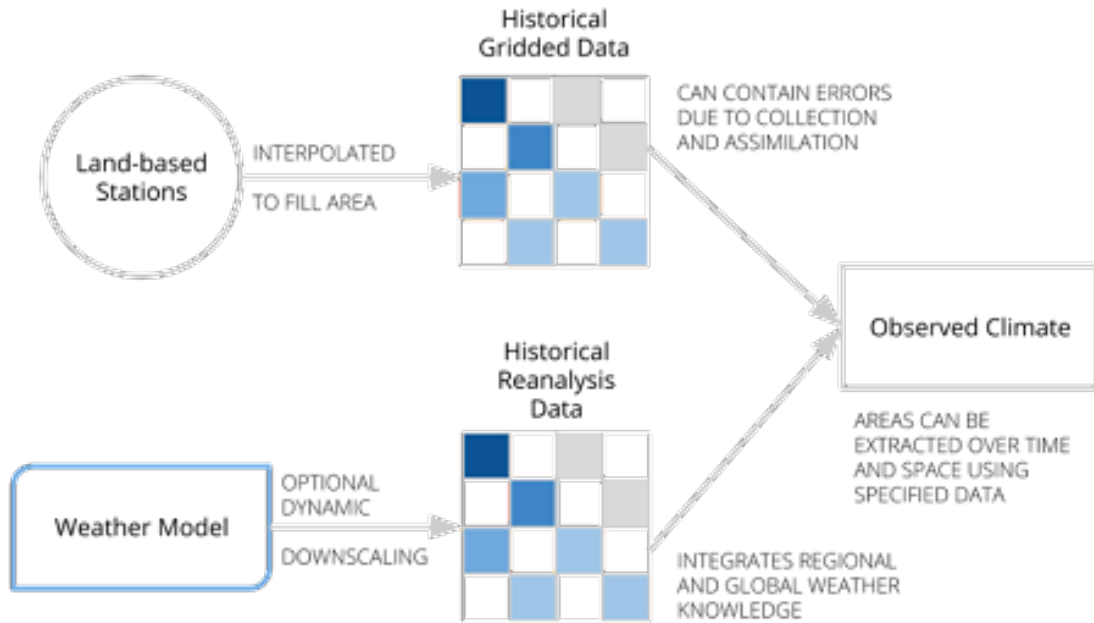 Historical
Gridded Data
Land-based
Stations
INTERPOLATED
TO FILL AREA
CAN CONTAIN ERRORS
DUE TO COLLECTION
AND ASSIMILATION
Observed Climate
AREAS CAN BE
EXTRACTED OVER TIME
AND SPACE USING
SPECIFIED DATA
Historical
Reanalysis
Data
Weather Model
OPTIONAL
DYNAMIC
DOWNSCALING
INTEGRATES REGIONAL
AND GLOBAL WEATHER
KNOWLEDGE